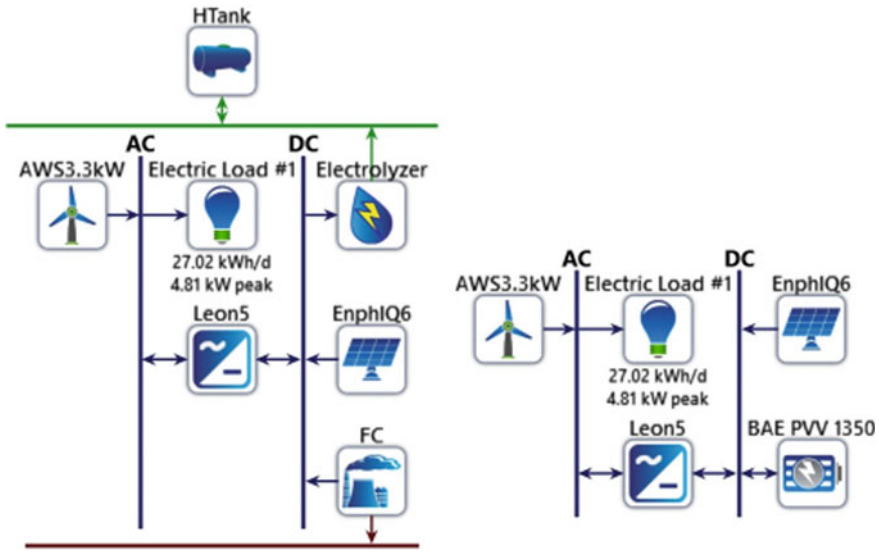 HTank
AC
DC
AWS3.3kW
Electric Load #1
Electrolyzer
27.02 kWh/d
4.81 kW peak
Leon5
EnphIQ6
FC
AC
DC
AWS3.3kW
Electric Load #1
EnphIQ6
27.02 kWh/d
4.81 kW peak
Leon5
BAE PVV 1350